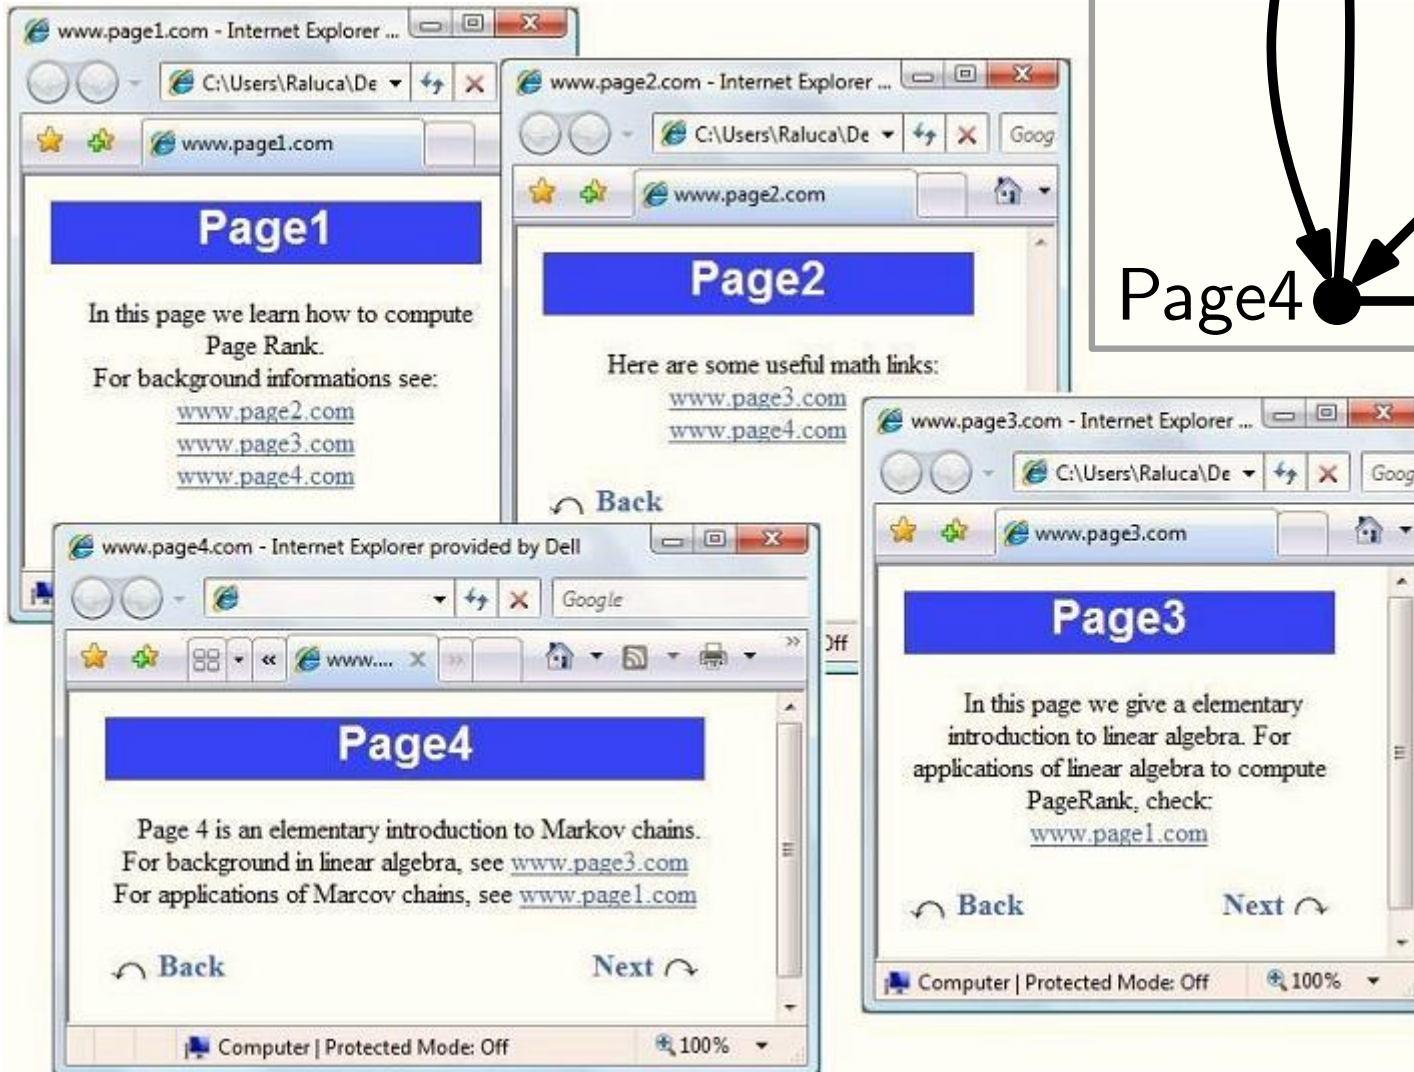 www.page1.com - Internet Explorer ...
C:\Users\Raluca\De
www.page1.com
Page1
In this page we learn how to compute
Page Rank.
For background informations see:
www.page2.com
www.page3.com
www.page4.com
www.page2.com - Internet Explorer ...
C:\Users\Raluca\De
Goog
www.page2.com
Page2
Here are some useful math links:
www.page3.com
www.page4.com
Back
Off
Page4
www.page3.com - Internet Explorer ...
C:\Users\Raluca\De
Goog
www.page3.com
Page3
In this page we give a elementary
introduction to linear algebra. For
applications of linear algebra to compute
PageRank, check:
www.page1.com
Back Next
Computer | Protected Mode: Off 100%
www.page4.com - Internet Explorer provided by Dell
Google
www....
Page4
Page 4 is an elementary introduction to Markov chains.
For background in linear algebra, see www.page3.com
For applications of Marcov chains, see www.page1.com
Back Next
Computer | Protected Mode: Off 100%